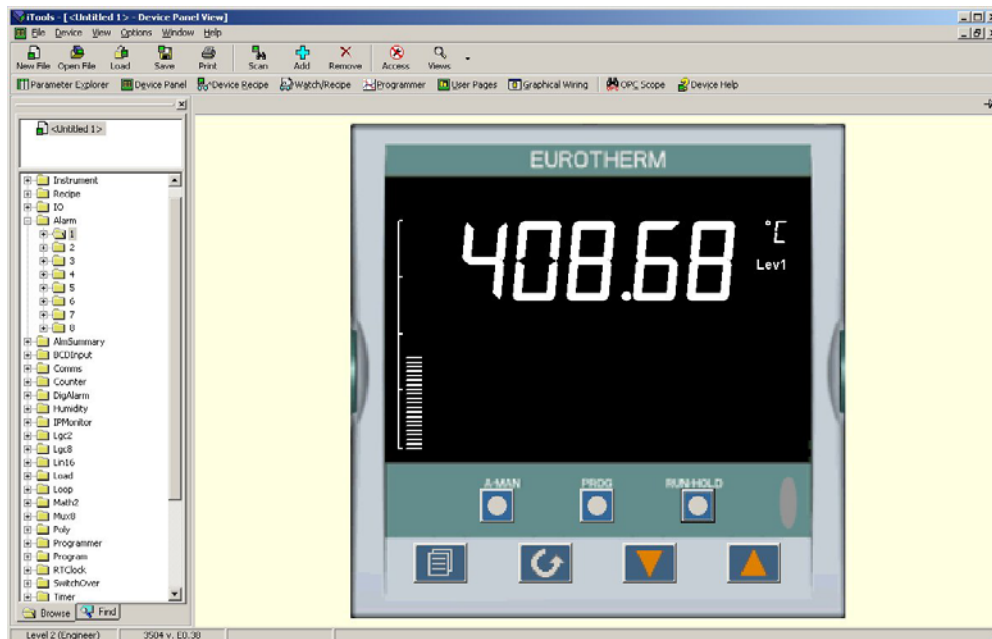 iTools - [ <Untitled 1> - Device Panel View]
File Device View Options Window Help
New File Open File Load Save Print Scan Add Remove Access Views
Parameter Explorer Device Panel Device Recipe Watch/Recipe Programmer User Pages Graphical Wiring OPC Scope Device Help
<Untitled 1>
Instrument
Recipe
IO
Alarm
1
2
3
4
5
6
7
8
AlmSummary
BCDInput
Comms
Counter
DigAlarm
Humidity
IPMonitor
Lgc2
Lgc8
Lin16
Load
Loop
Math2
Mux8
Poly
Programmer
Program
RTClock
SwitchOver
Timer
Browse Find
EUROTHERM
408.68 °C
Lev1
A-MAN PROG RUN-HOLD
Level 2 (Engineer) 3504 v. E0.38